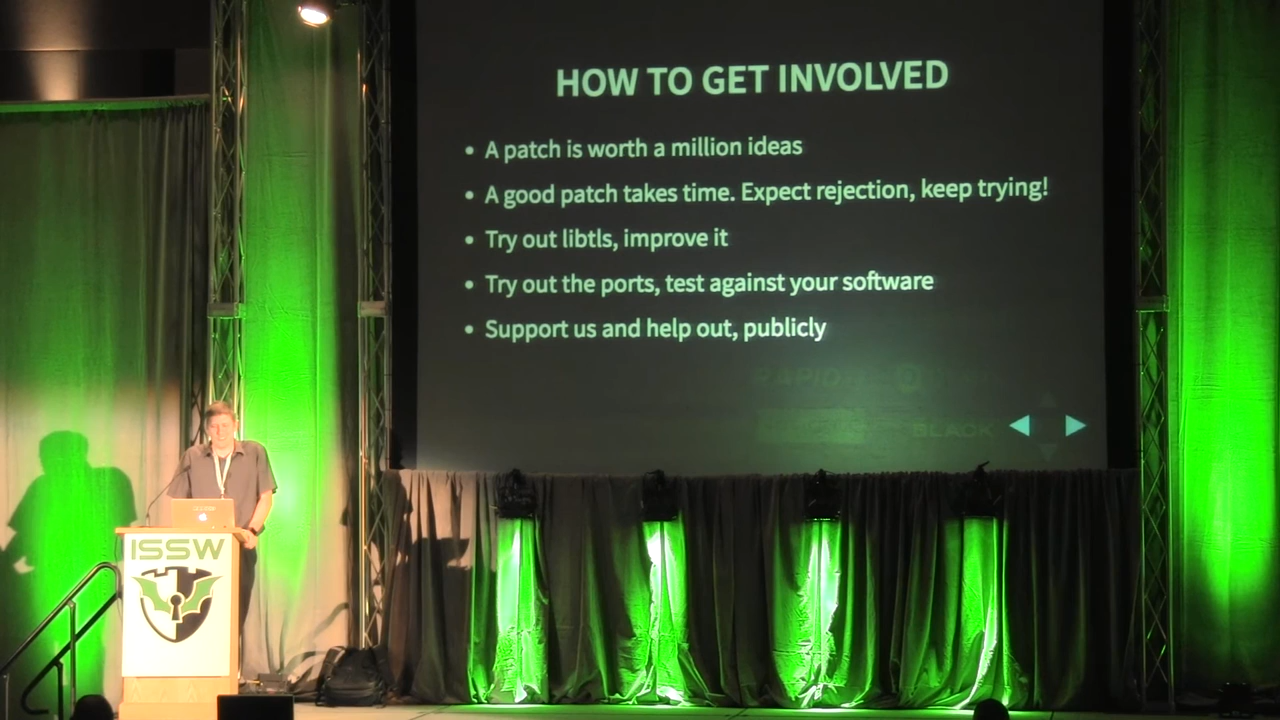 HOW TO GET INVOLVED
• A patch is worth a million ideas
• A good patch takes time. Expect rejection, keep trying!
• Try out libtls, improve it
• Try out the ports, test against your software
• Support us and help out, publicly
RAPID
BLACK
ISSW